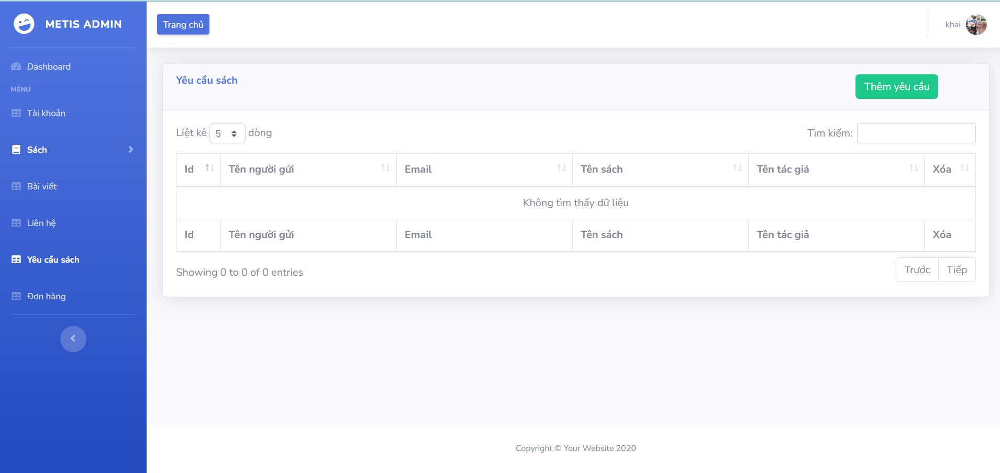 METIS ADMIN
Trang chủ
khai
Dashboard
MENU
Tài khoản
Sách
Bài viết
Liên hệ
Yêu cầu sách
Đơn hàng
Yêu cầu sách
Thêm yêu cầu
Liệt kê 5 dòng
Tìm kiếm:
Id Tên người gửi Email Tên sách Tên tác giả Xóa
Không tìm thấy dữ liệu
Id Tên người gửi Email Tên sách Tên tác giả Xóa
Showing 0 to 0 of 0 entries
Trước Tiếp
Copyright © Your Website 2020